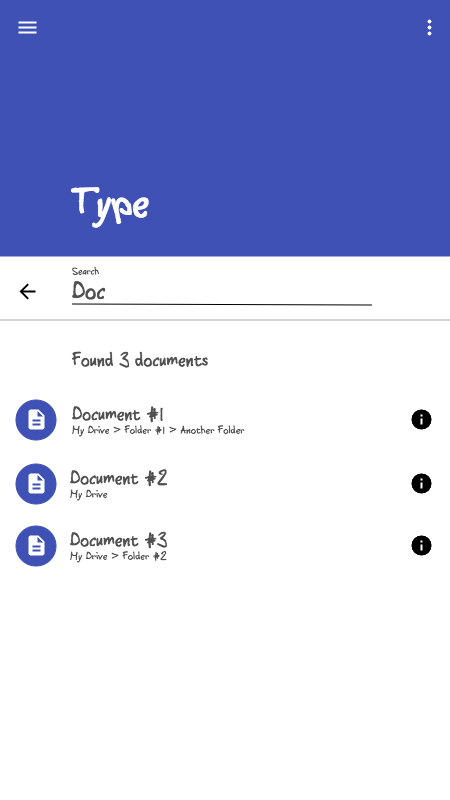 Type
Search
Doc
Found 3 documents
Document #1
My Drive > Folder #1 > Another Folder
Document #2
My Drive
Document #3
My Drive > Folder #2